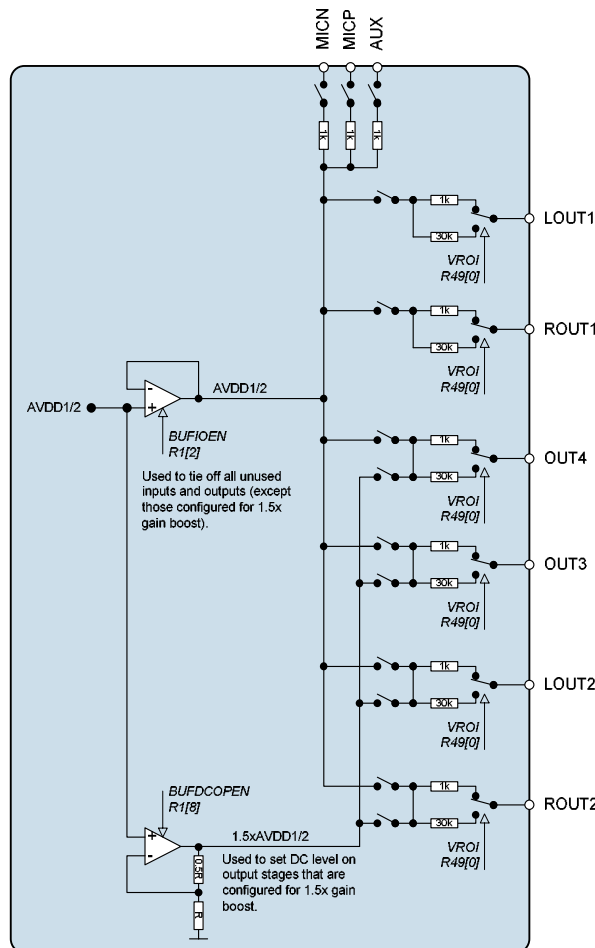 MICN
MICP
AUX
1k
1k
1k
1k
LOUT1
30k
VROI
R49[0]
1k
ROUT1
30k
VROI
R49[0]
AVDD1/2
-
+
AVDD1/2
BUFIOEN
R1[2]
Used to tie off all unused
inputs and outputs (except
those configured for 1.5x
gain boost).
1k
OUT4
30k
VROI
R49[0]
1k
OUT3
30k
VROI
R49[0]
1k
LOUT2
30k
VROI
R49[0]
1k
ROUT2
30k
VROI
R49[0]
BUFDCOPEN
R1[8]
+
-
1.5xAVDD1/2
0.5R
R
Used to set DC level on
output stages that are
configured for 1.5x gain
boost.